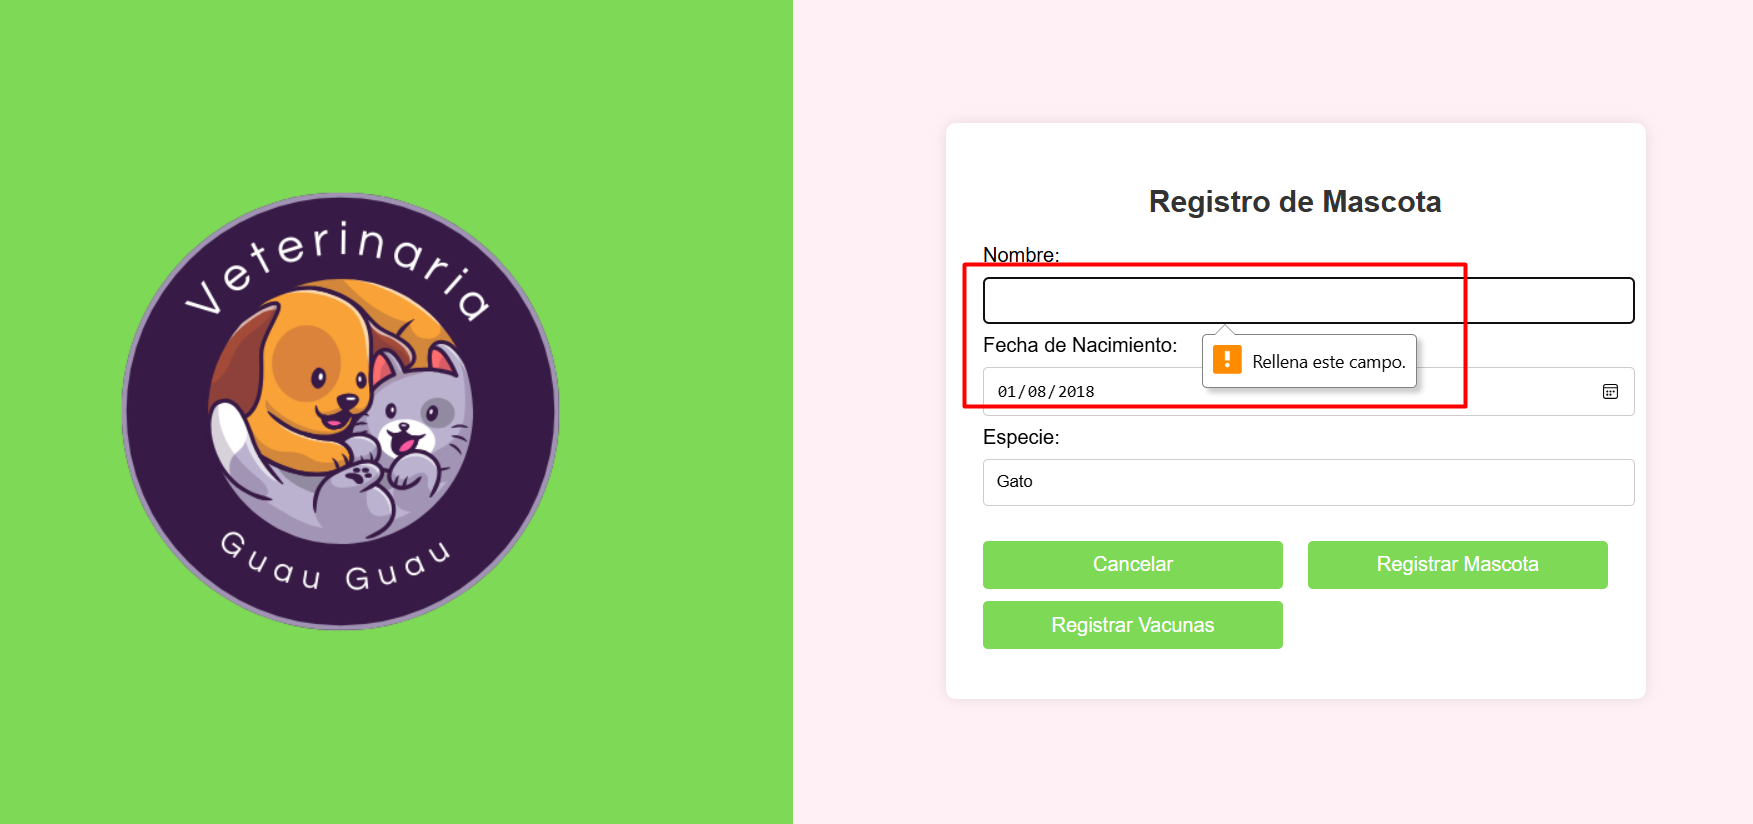 Veterinaria
Guau Guau
Registro de Mascota
Nombre:
Rellena este campo.
Fecha de Nacimiento:
01/08/2018
Especie:
Gato
Cancelar
Registrar Mascota
Registrar Vacunas